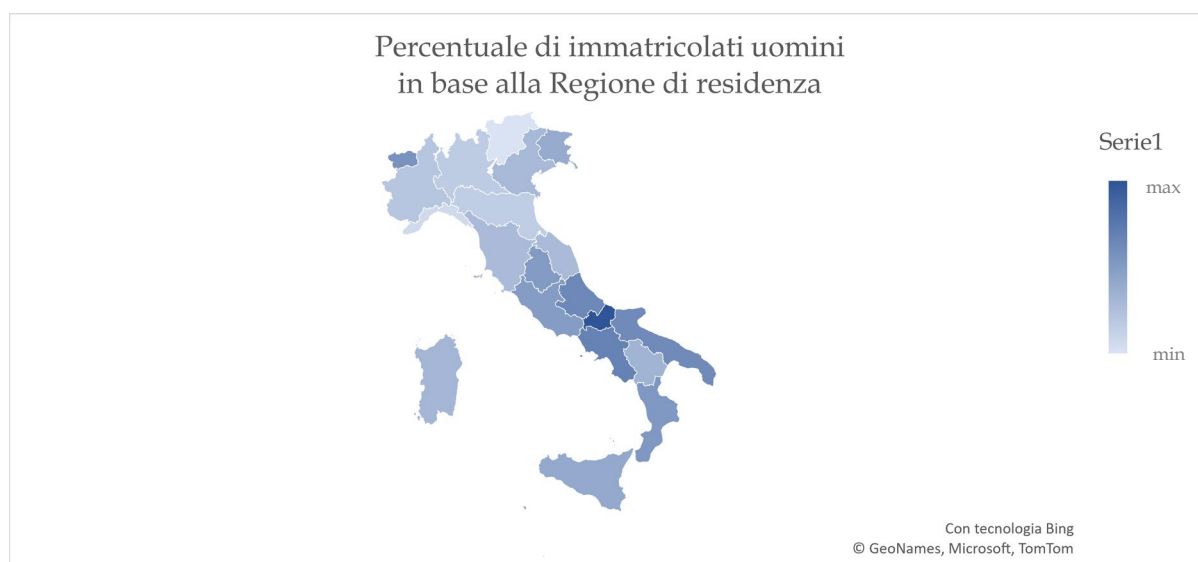 Percentuale di immatricolati uomini
in base alla Regione di residenza
Serie1
max
min
Con tecnologia Bing
© GeoNames, Microsoft, TomTom